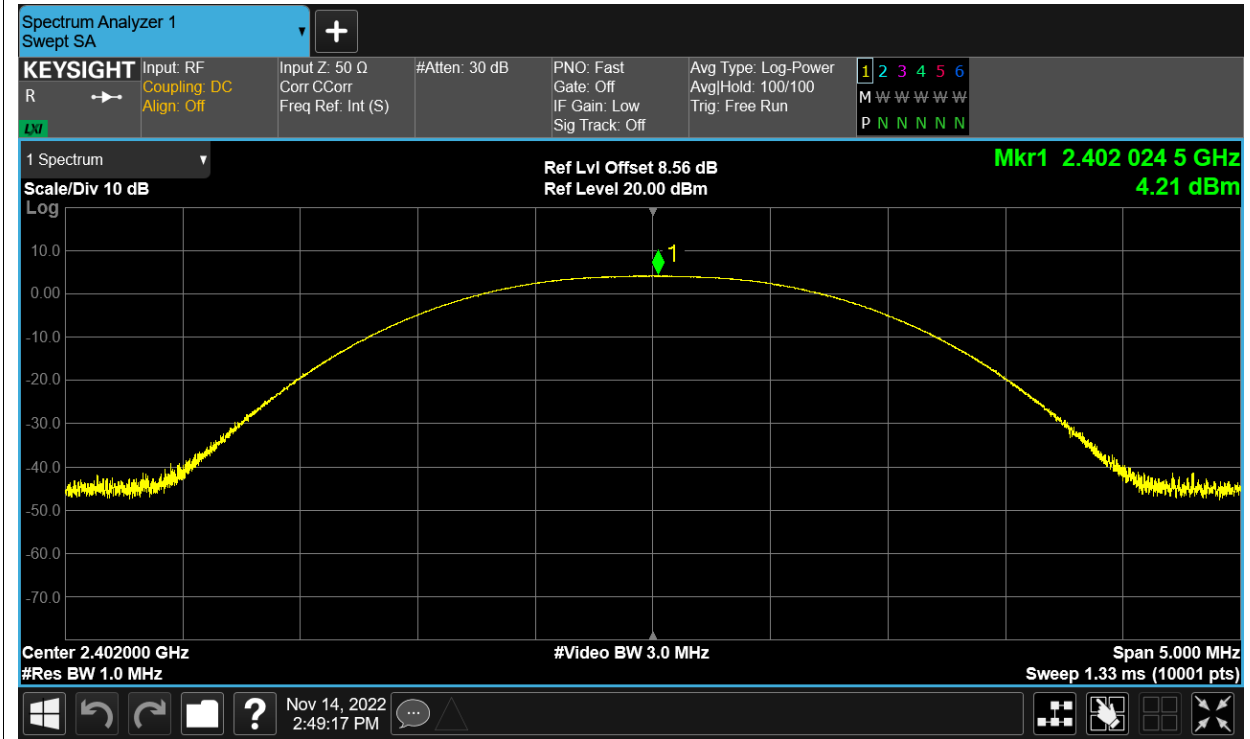 Spectrum Analyzer 1
Swept SA
KEYSIGHT
R
LXI
Input: RF
Coupling: DC
Align: Off
Input Z: 50 Ω
Corr CCorr
Freq Ref: Int (S)
#Atten: 30 dB
PNO: Fast
Gate: Off
IF Gain: Low
Sig Track: Off
Avg Type: Log-Power
Avg|Hold: 100/100
Trig: Free Run
1 2 3 4 5 6
M W W W W W
P N N N N N
1 Spectrum
Scale/Div 10 dB
Ref Lvl Offset 8.56 dB
Ref Level 20.00 dBm
Mkr1 2.402 024 5 GHz
4.21 dBm
Log
1
10.0
0.00
-10.0
-20.0
-30.0
-40.0
-50.0
-60.0
-70.0
Center 2.402000 GHz
#Video BW 3.0 MHz
Span 5.000 MHz
#Res BW 1.0 MHz
Sweep 1.33 ms (10001 pts)
?
Nov 14, 2022
2:49:17 PM